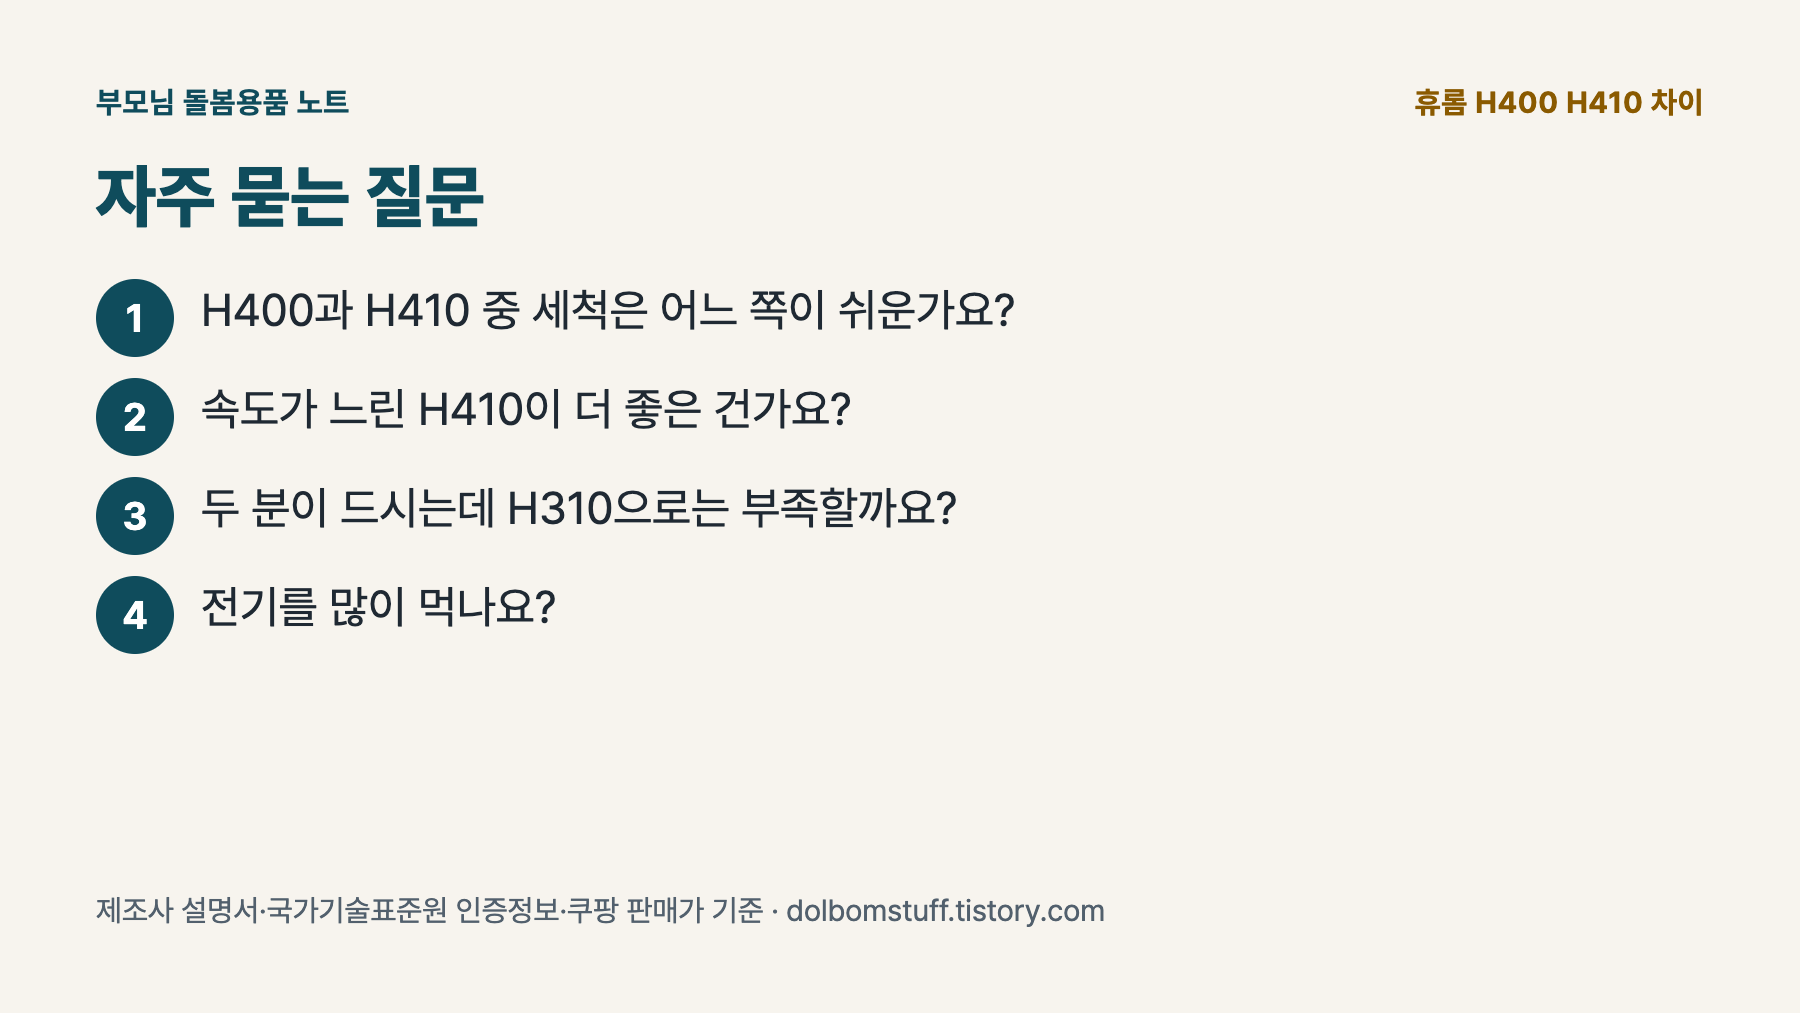 부모님 돌봄용품 노트
휴롬 H400 H410 차이
자주 묻는 질문
1 H400과 H410 중 세척은 어느 쪽이 쉬운가요?
2 속도가 느린 H410이 더 좋은 건가요?
3 두 분이 드시는데 H310으로는 부족할까요?
4 전기를 많이 먹나요?
제조사 설명서·국가기술표준원 인증정보·쿠팡 판매가 기준 · dolbomstuff.tistory.com